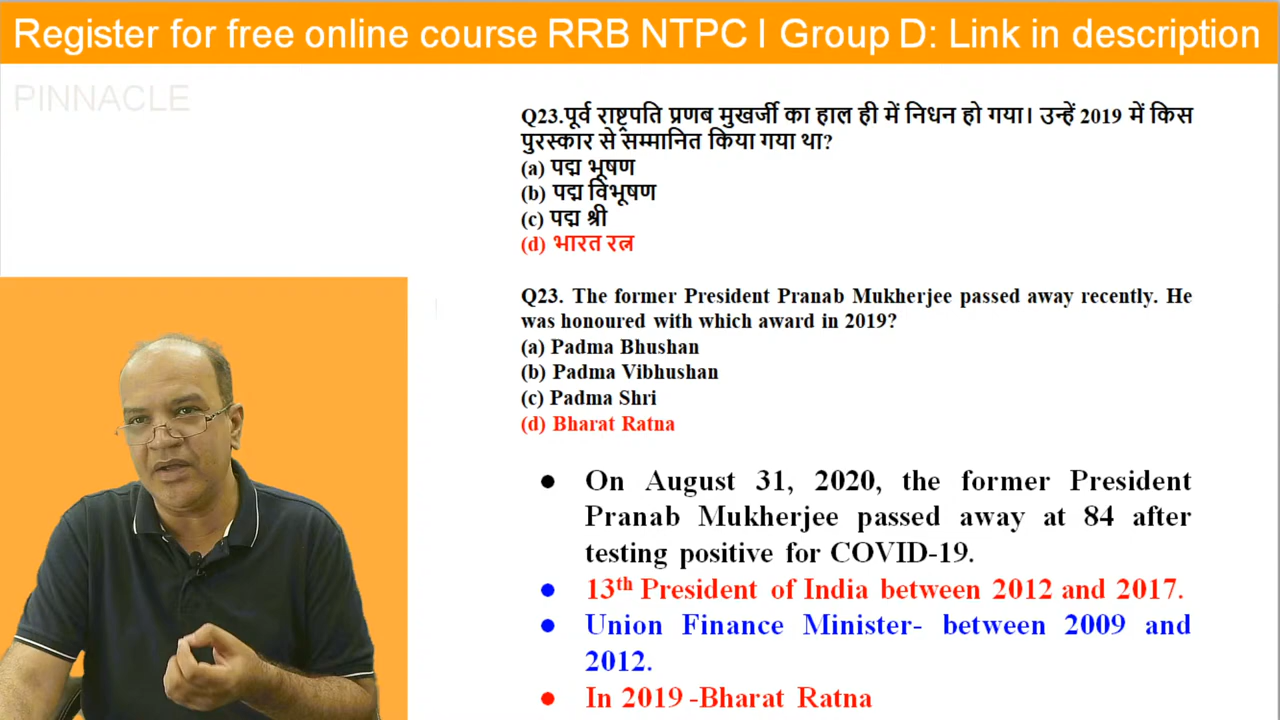 Register for free online course RRB NTPC I Group D: Link in description
PINNACLE
Q23.पूर्व राष्ट्रपति प्रणब मुखर्जी का हाल ही में निधन हो गया। उन्हें 2019 में किस
पुरस्कार से सम्मानित किया गया था?
(a) पद्म भूषण
(b) पद्म विभूषण
(c) पद्म श्री
(d) भारत रत्न
Q23. The former President Pranab Mukherjee passed away recently. He
was honoured with which award in 2019?
(a) Padma Bhushan
(b) Padma Vibhushan
(c) Padma Shri
(d) Bharat Ratna
● On August 31, 2020, the former President
Pranab Mukherjee passed away at 84 after
testing positive for COVID-19.
● 13th President of India between 2012 and 2017.
● Union Finance Minister- between 2009 and
2012.
● In 2019 -Bharat Ratna